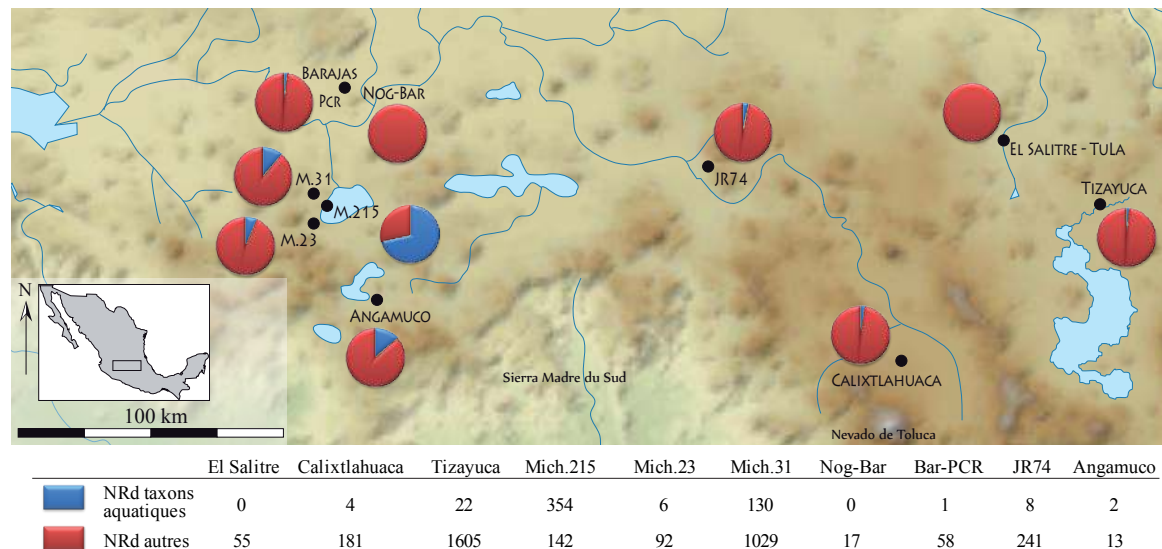 BARAJAS
PCR
NOG-BAR
M.31
M.215
M.23
JR74
EL SALITRE - TULA
TIZAYUCA
N
ANGAMUCO
Sierra Madre du Sud
CALIXTLAHUACA
100 km
Nevado de Toluca
El Salitre Calixtlahuaca Tizayuca Mich.215 Mich.23 Mich.31 Nog-Bar Bar-PCR JR74 Angamuco
NRd taxons
aquatiques 0 4 22 354 6 130 0 1 8 2
NRd autres 55 181 1605 142 92 1029 17 58 241 13